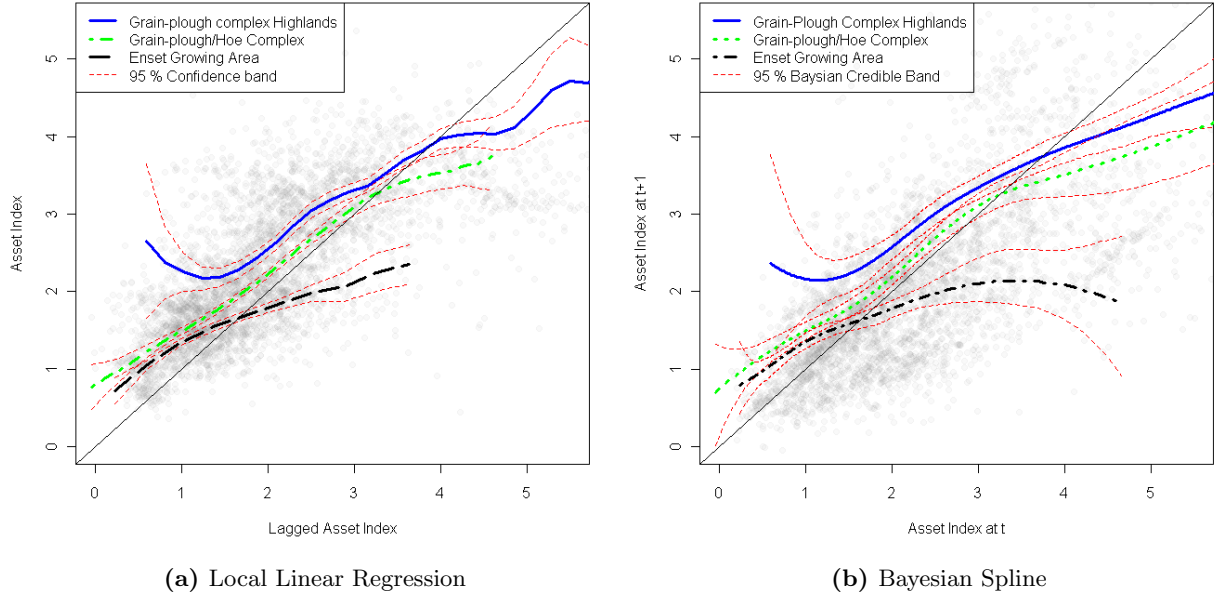 Grain-plough complex Highlands
Grain-plough/Hoe Complex
Enset Growing Area
95 % Confidence band
Asset Index
0 1 2 3 4 5
0 1 2 3 4 5
Lagged Asset Index
(a) Local Linear Regression
Grain-Plough Complex Highlands
Grain-plough/Hoe Complex
Enset Growing Area
95 % Baysian Credible Band
Asset Index at t+1
0 1 2 3 4 5
0 1 2 3 4 5
Asset Index at t
(b) Bayesian Spline